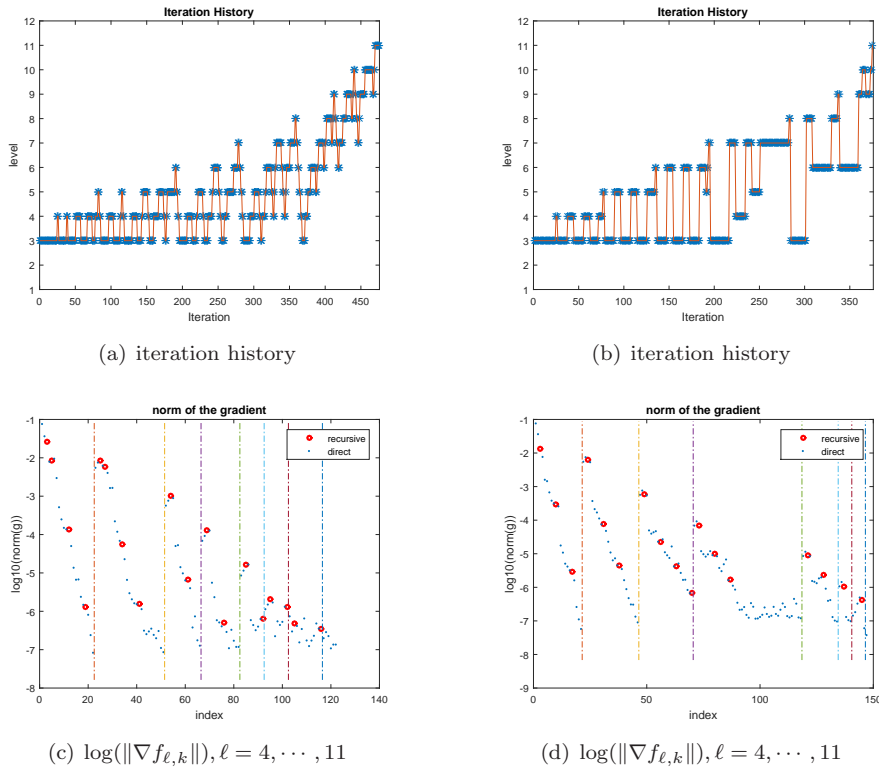 Iteration History
11
10
9
8
7
6
5
4
3
2
1
level
0 50 100 150 200 250 300 350 400 450
Iteration
(a) iteration history
Iteration History
11
10
9
8
7
6
5
4
3
2
1
level
0 50 100 150 200 250 300 350
Iteration
(b) iteration history
norm of the gradient
-1
-2
-3
-4
-5
-6
-7
-8
log10(norm(g))
recursive
direct
0 20 40 60 80 100 120 140
index
(c) log(‖∇f_{ℓ,k}‖), ℓ = 4, ⋯ , 11
norm of the gradient
-1
-2
-3
-4
-5
-6
-7
-8
-9
log10(norm(g))
recursive
direct
0 50 100 150
index
(d) log(‖∇f_{ℓ,k}‖), ℓ = 4, ⋯ , 11